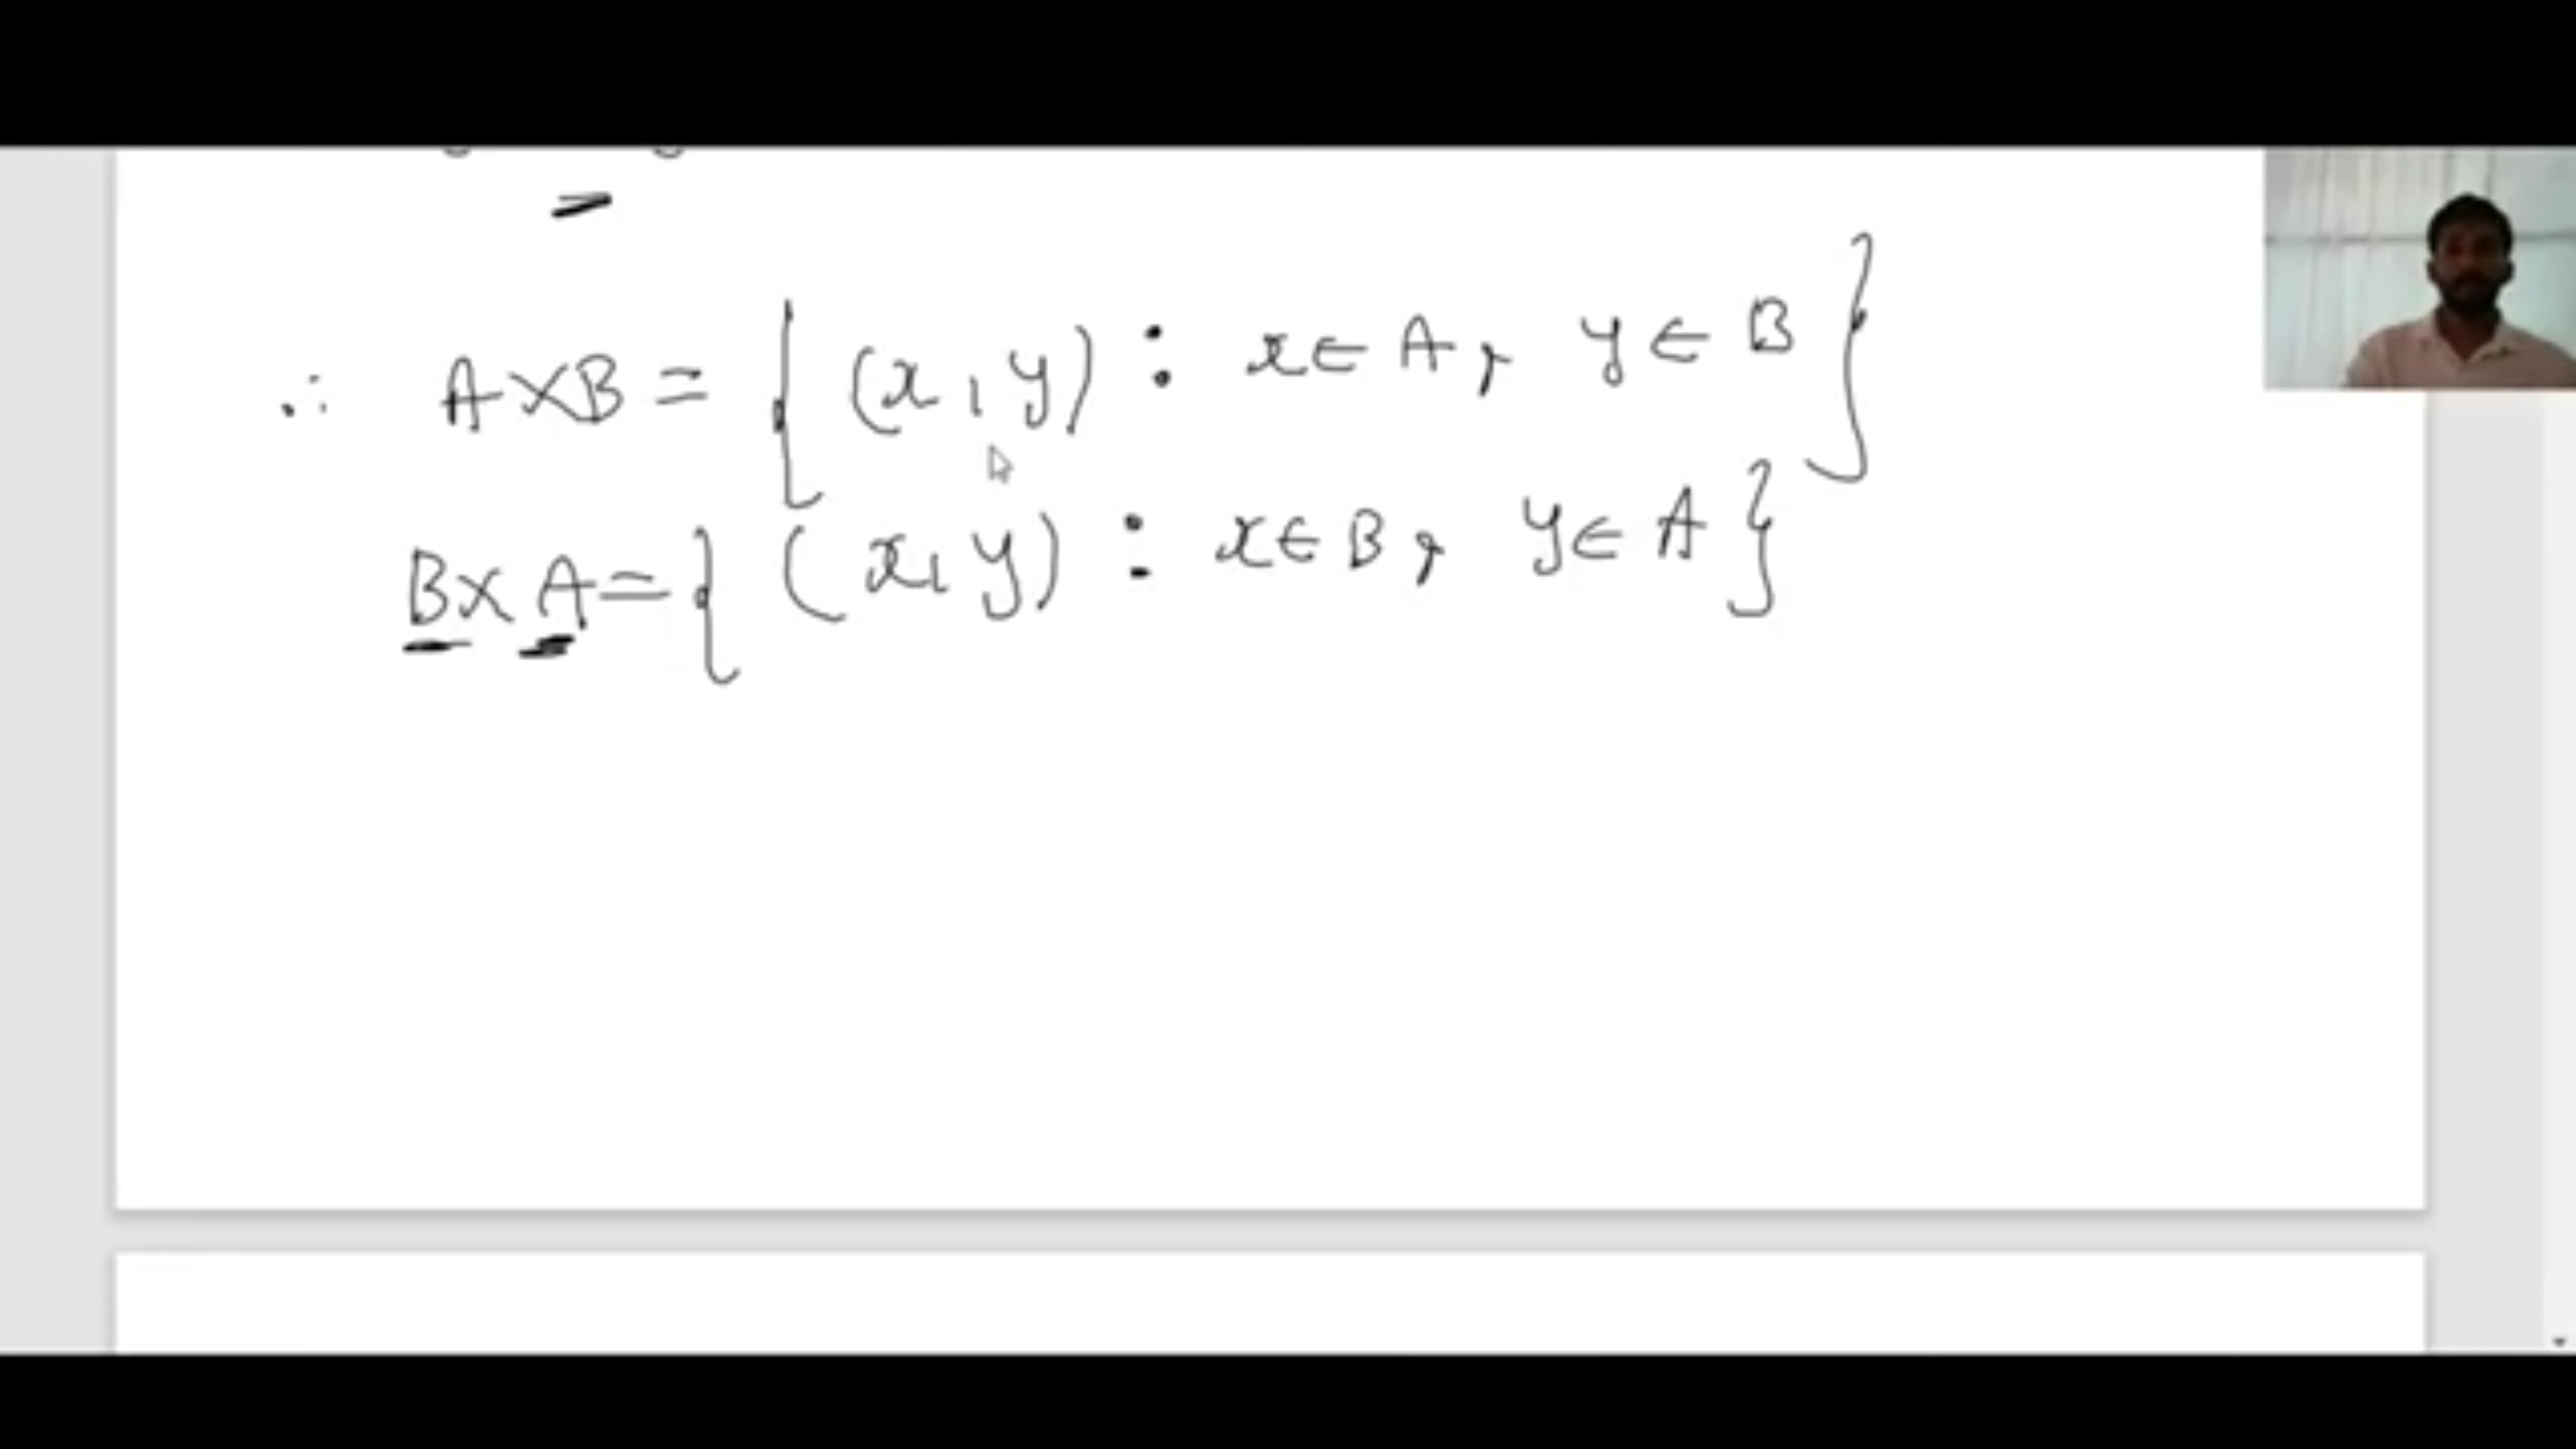 ∴ A×B = { (x, y) : x ∈ A, y ∈ B }
B×A = { (x, y) : x ∈ B, y ∈ A }